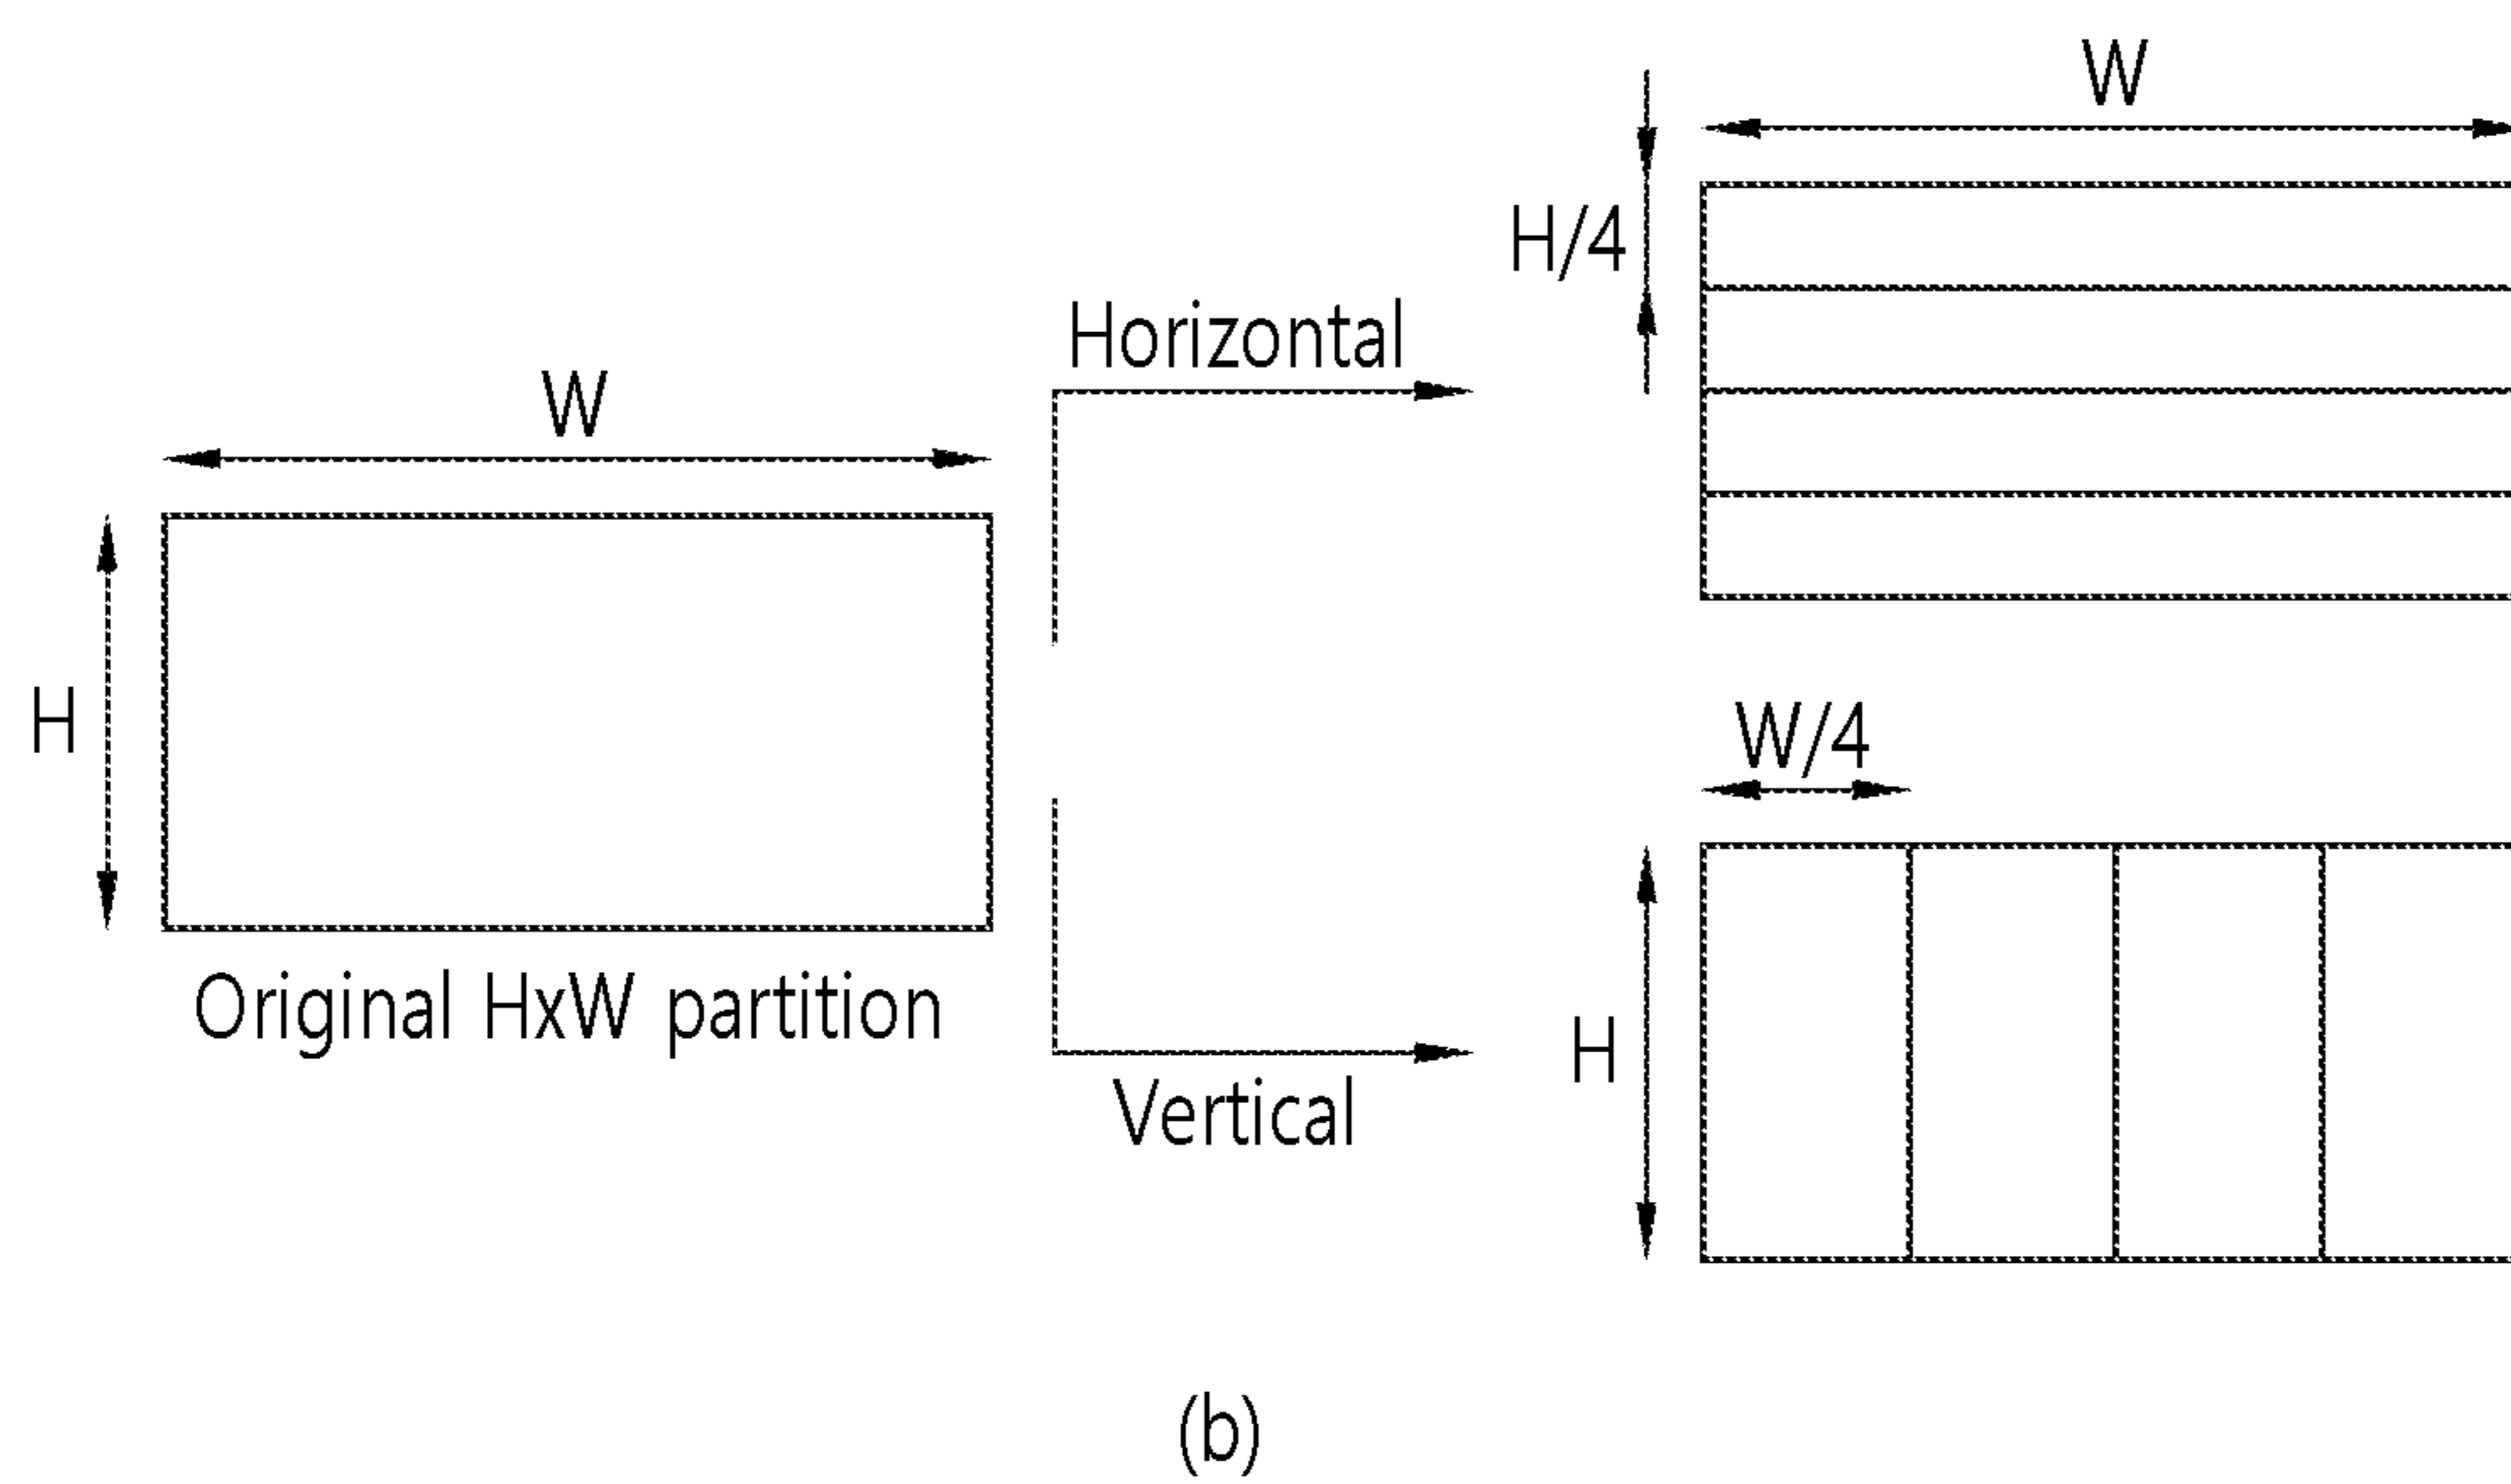 W
H
Original HxW partition
Horizontal
Vertical
W
H/4
W/4
H
(b)